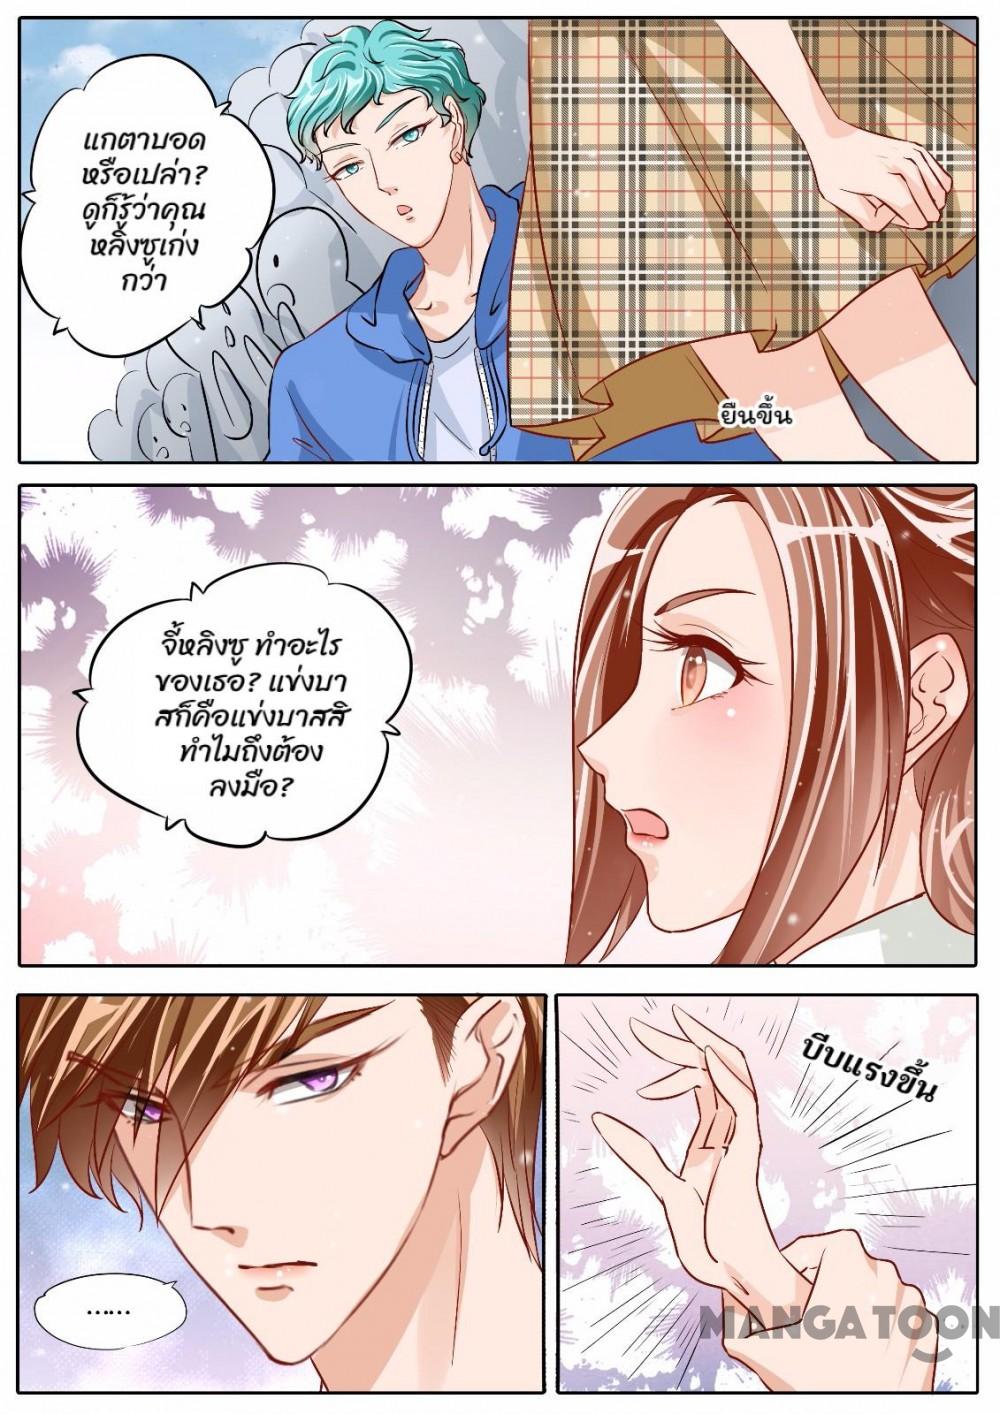 แกตาบอด
หรือเปล่า?
ดูก็รู้ว่าคุณ
หลิงซูเก่ง
กว่า
ยืนขึ้น
จี้หลิงซู ทำอะไร
ของเธอ? แข่งบา
สก็คือแข่งบาสสิ
ทำไมถึงต้อง
ลงมือ?
บีบแรงขึ้น
……
MANGATOON